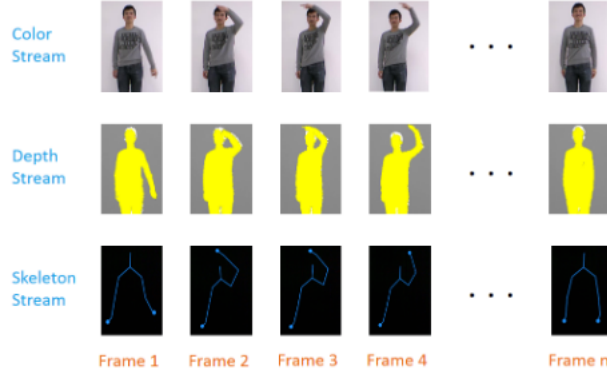 Color
Stream
. . .
Depth
Stream
. . .
Skeleton
Stream
. . .
Frame 1 Frame 2 Frame 3 Frame 4 Frame n